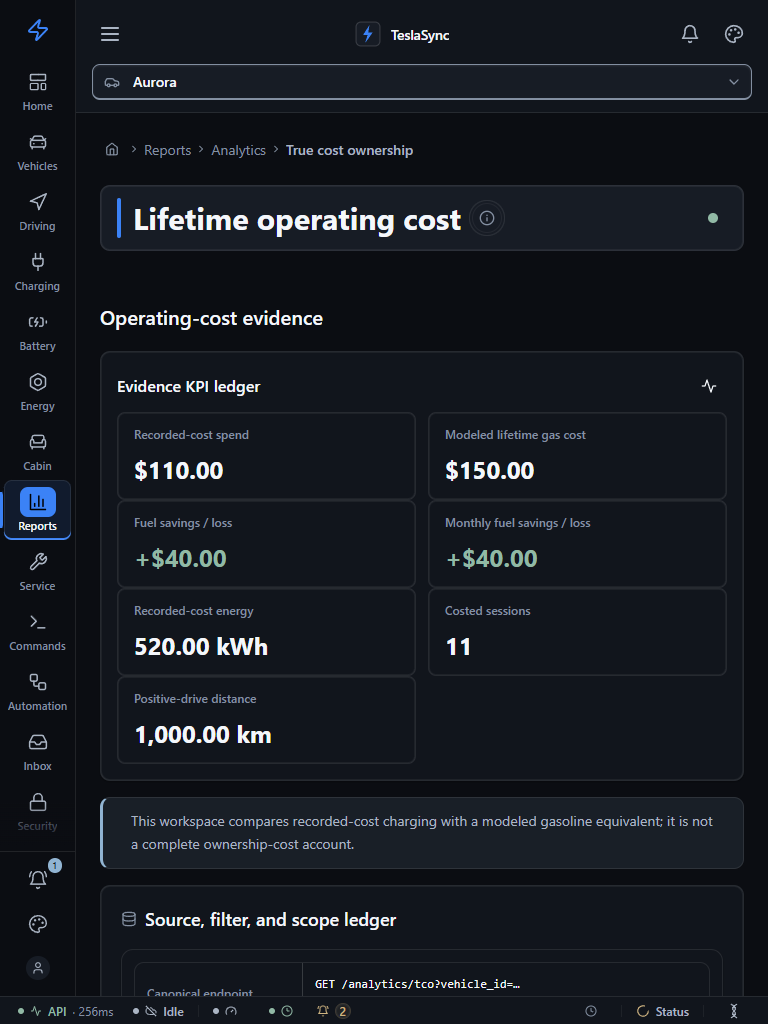 TeslaSync
Aurora
Home
Vehicles
Driving
Charging
Battery
Energy
Cabin
Reports
Service
Commands
Automation
Inbox
Security
1
Reports
Analytics
True cost ownership
Lifetime operating cost
Operating-cost evidence
Evidence KPI ledger
Recorded-cost spend
$110.00
Modeled lifetime gas cost
$150.00
Fuel savings / loss
+$40.00
Monthly fuel savings / loss
+$40.00
Recorded-cost energy
520.00 kWh
Costed sessions
11
Positive-drive distance
1,000.00 km
This workspace compares recorded-cost charging with a modeled gasoline equivalent; it is not
a complete ownership-cost account.
Source, filter, and scope ledger
Canonical endpoint
GET /analytics/tco?vehicle_id=…
API · 256ms
Idle
2
Status